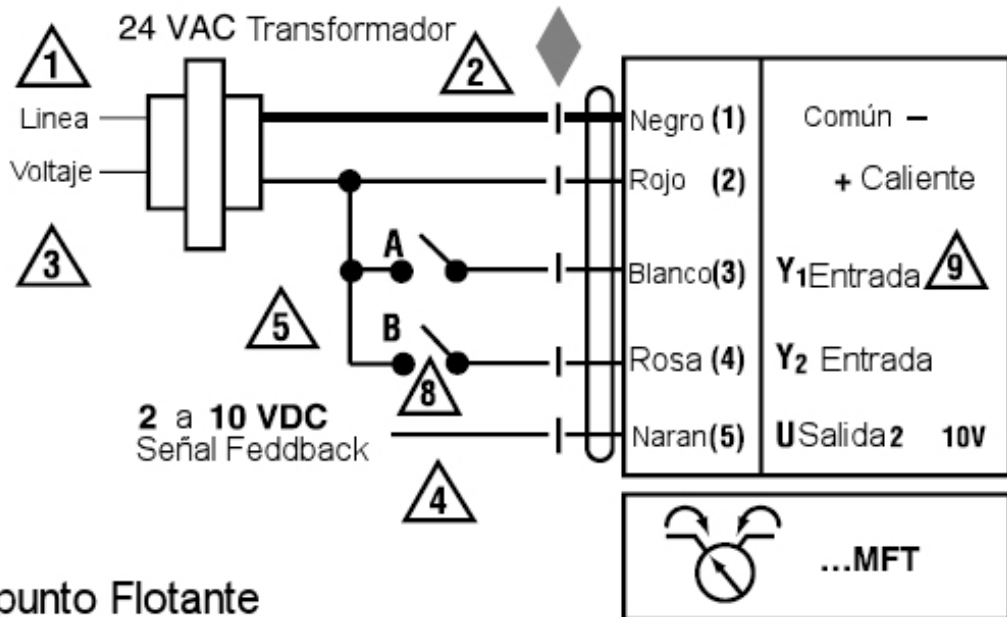 24 VAC Transformador
1
2
Linea
Voltaje
3
Negro (1) Común –
Rojo (2) + Caliente
A
Blanco(3) Y1Entrada 9
5
B
Rosa (4) Y2 Entrada
8
2 a 10 VDC
Señal Feddback
Naran(5) USalida2 10V
4
...MFT
punto Flotante